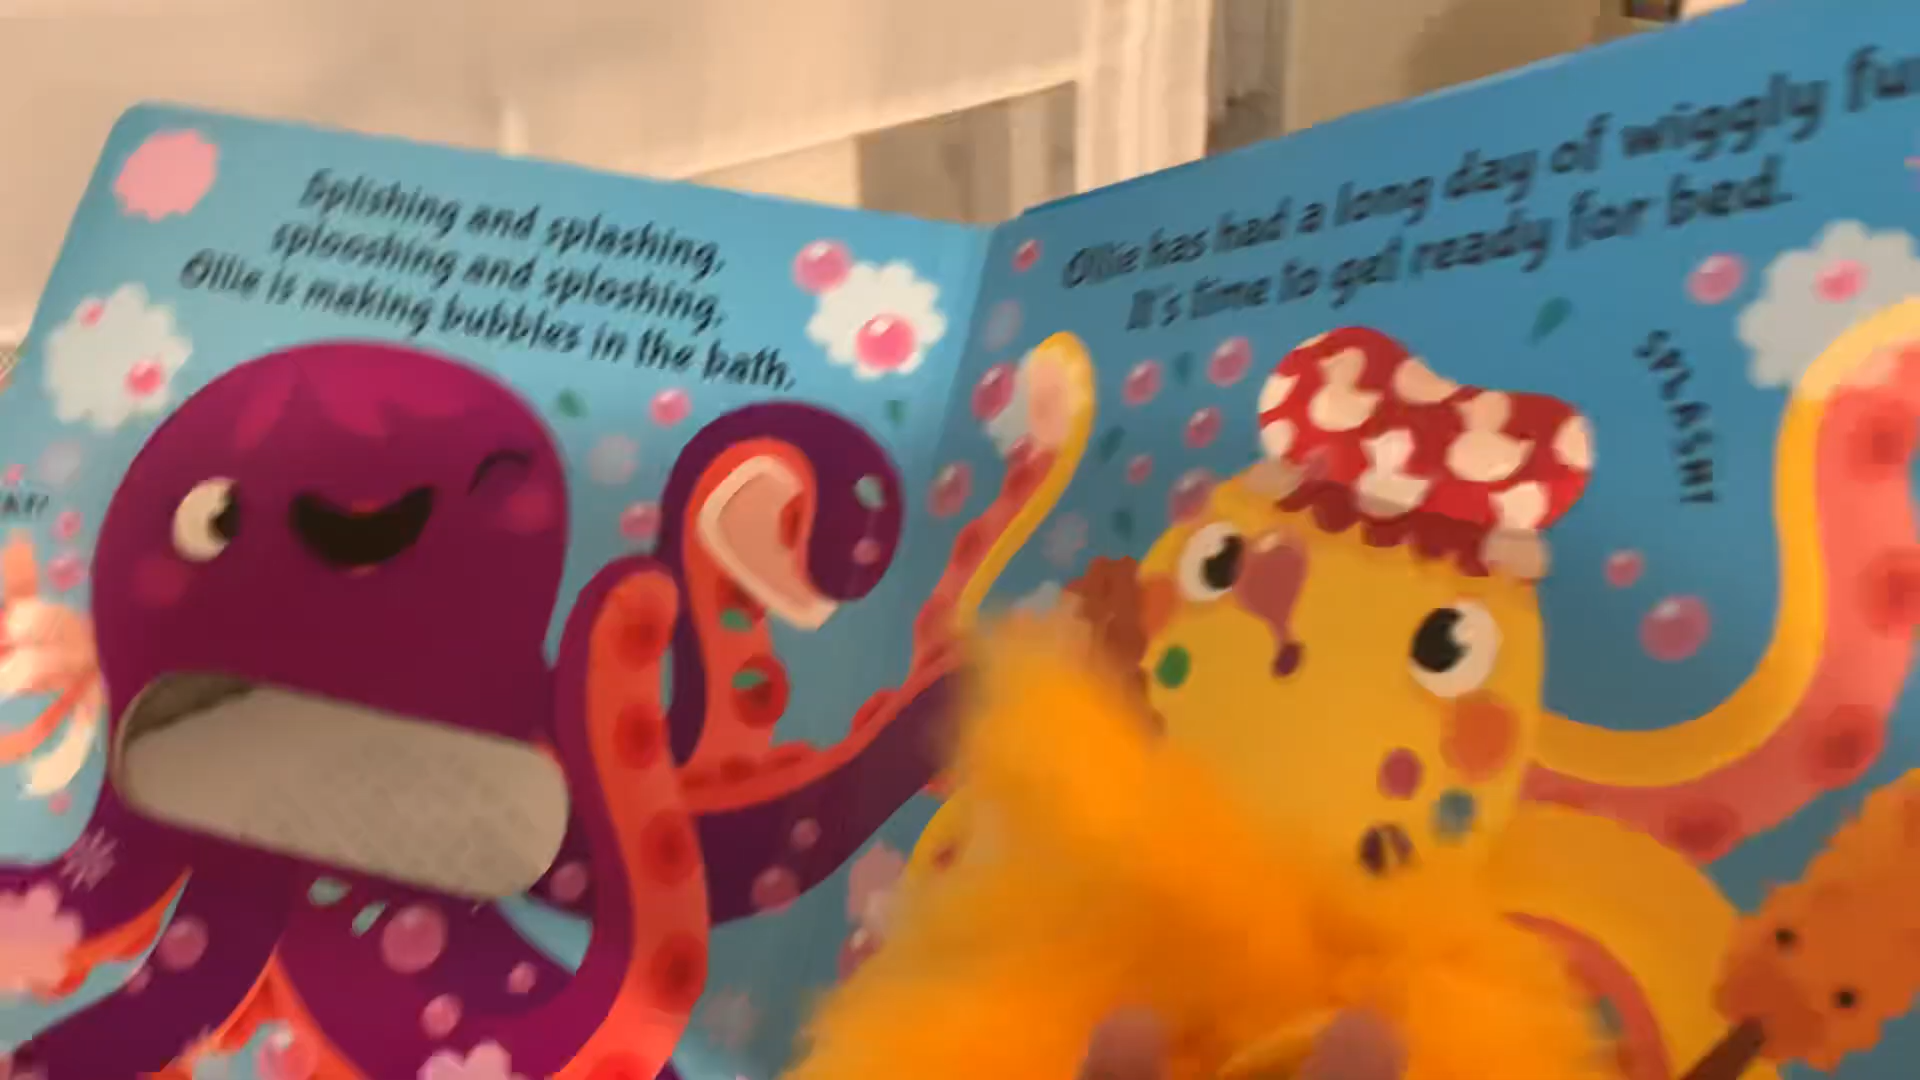 Splishing and splashing,
splooshing and sploshing,
Ollie is making bubbles in the bath.
Ollie has had a long day of wiggly
It's time to get ready for bed.
SPLASH!